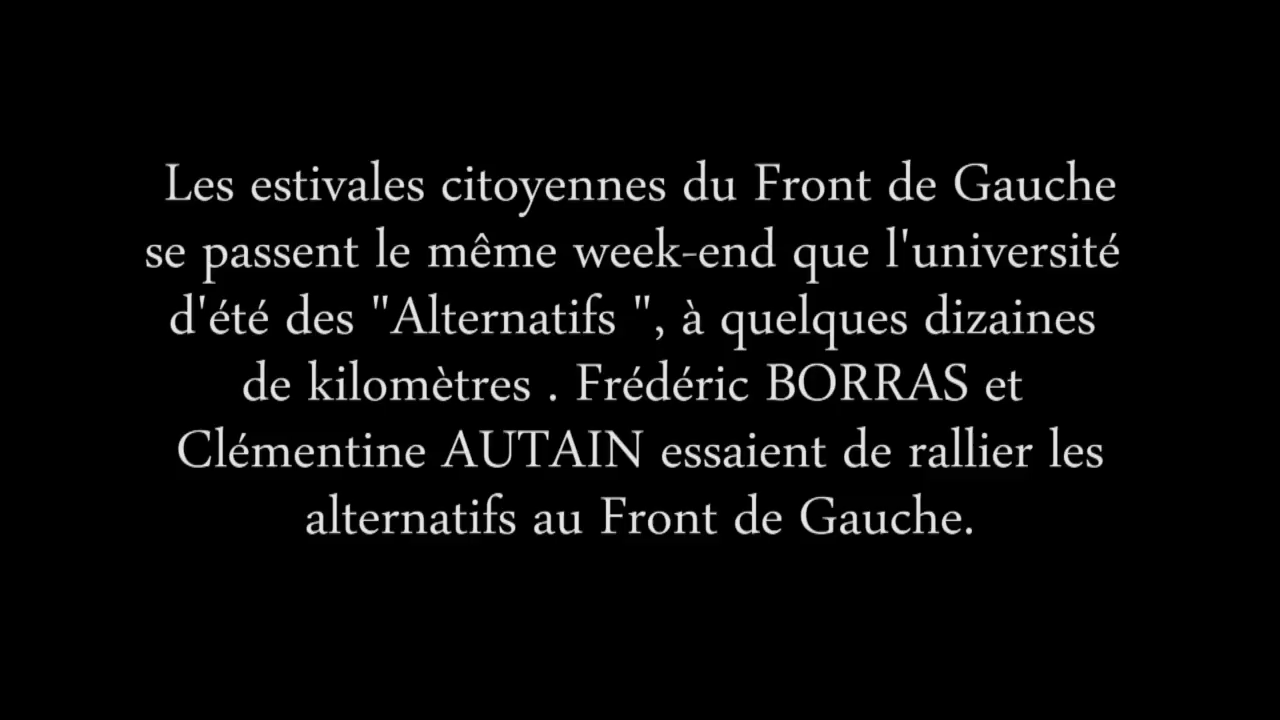 Les estivales citoyennes du Front de Gauche
se passent le même week-end que l'université
d'été des "Alternatifs ", à quelques dizaines
de kilomètres . Frédéric BORRAS et
Clémentine AUTAIN essaient de rallier les
alternatifs au Front de Gauche.